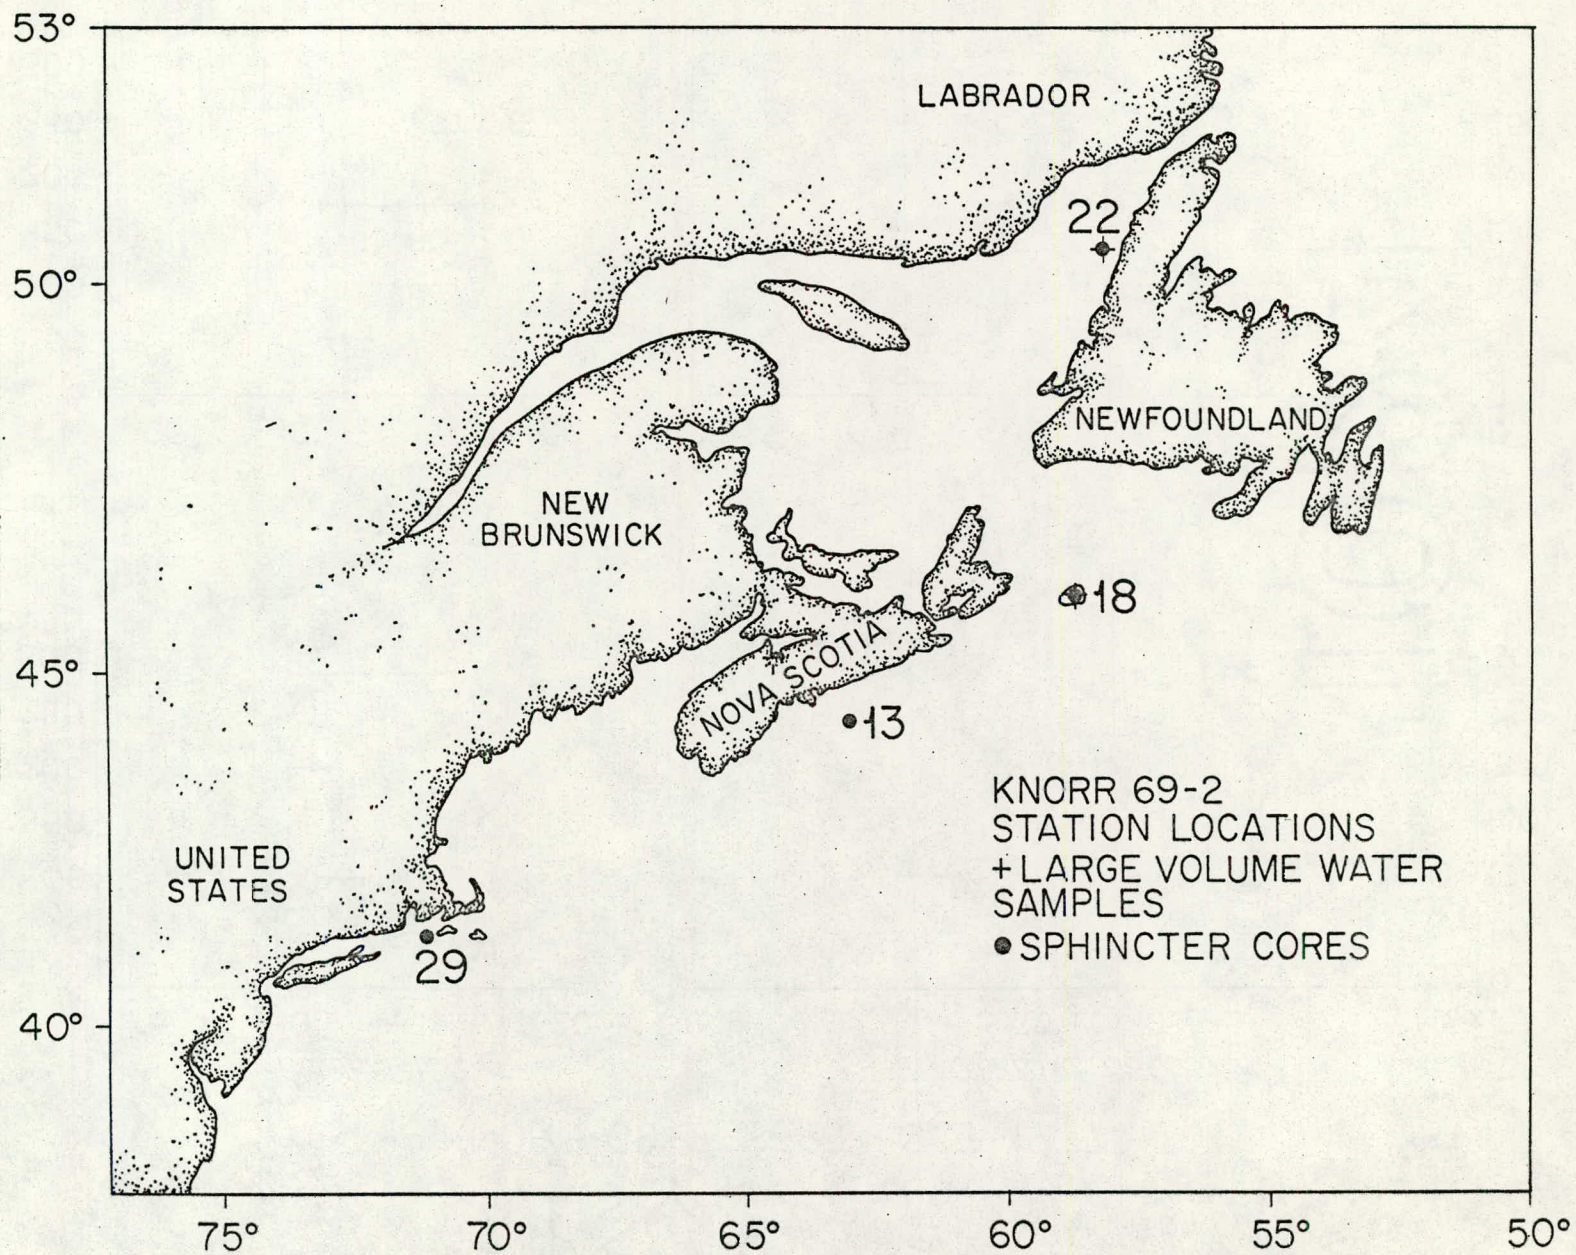 53°
LABRADOR
22
50°
NEWFOUNDLAND
NEW
BRUNSWICK
18
45°
NOVA SCOTIA
13
KNORR 69-2
STATION LOCATIONS
+ LARGE VOLUME WATER
SAMPLES
● SPHINCTER CORES
UNITED
STATES
29
40°
75° 70° 65° 60° 55° 50°